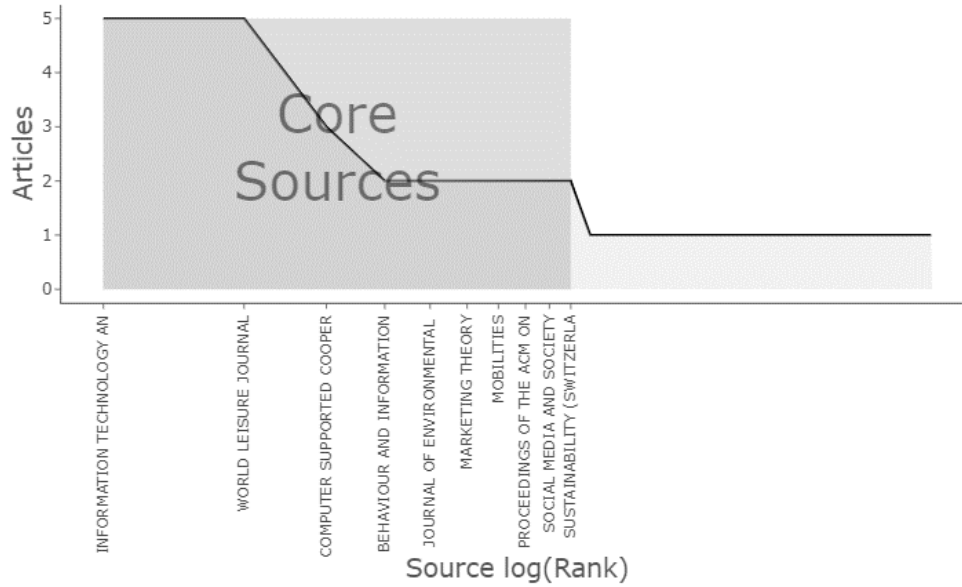 5
4
3
2
1
0
Articles
Core
Sources
INFORMATION TECHNOLOGY AN
WORLD LEISURE JOURNAL
COMPUTER SUPPORTED COOPER
BEHAVIOUR AND INFORMATION
JOURNAL OF ENVIRONMENTAL
MARKETING THEORY
MOBILITIES
PROCEEDINGS OF THE ACM ON
SOCIAL MEDIA AND SOCIETY
SUSTAINABILITY (SWITZERLA
Source log(Rank)